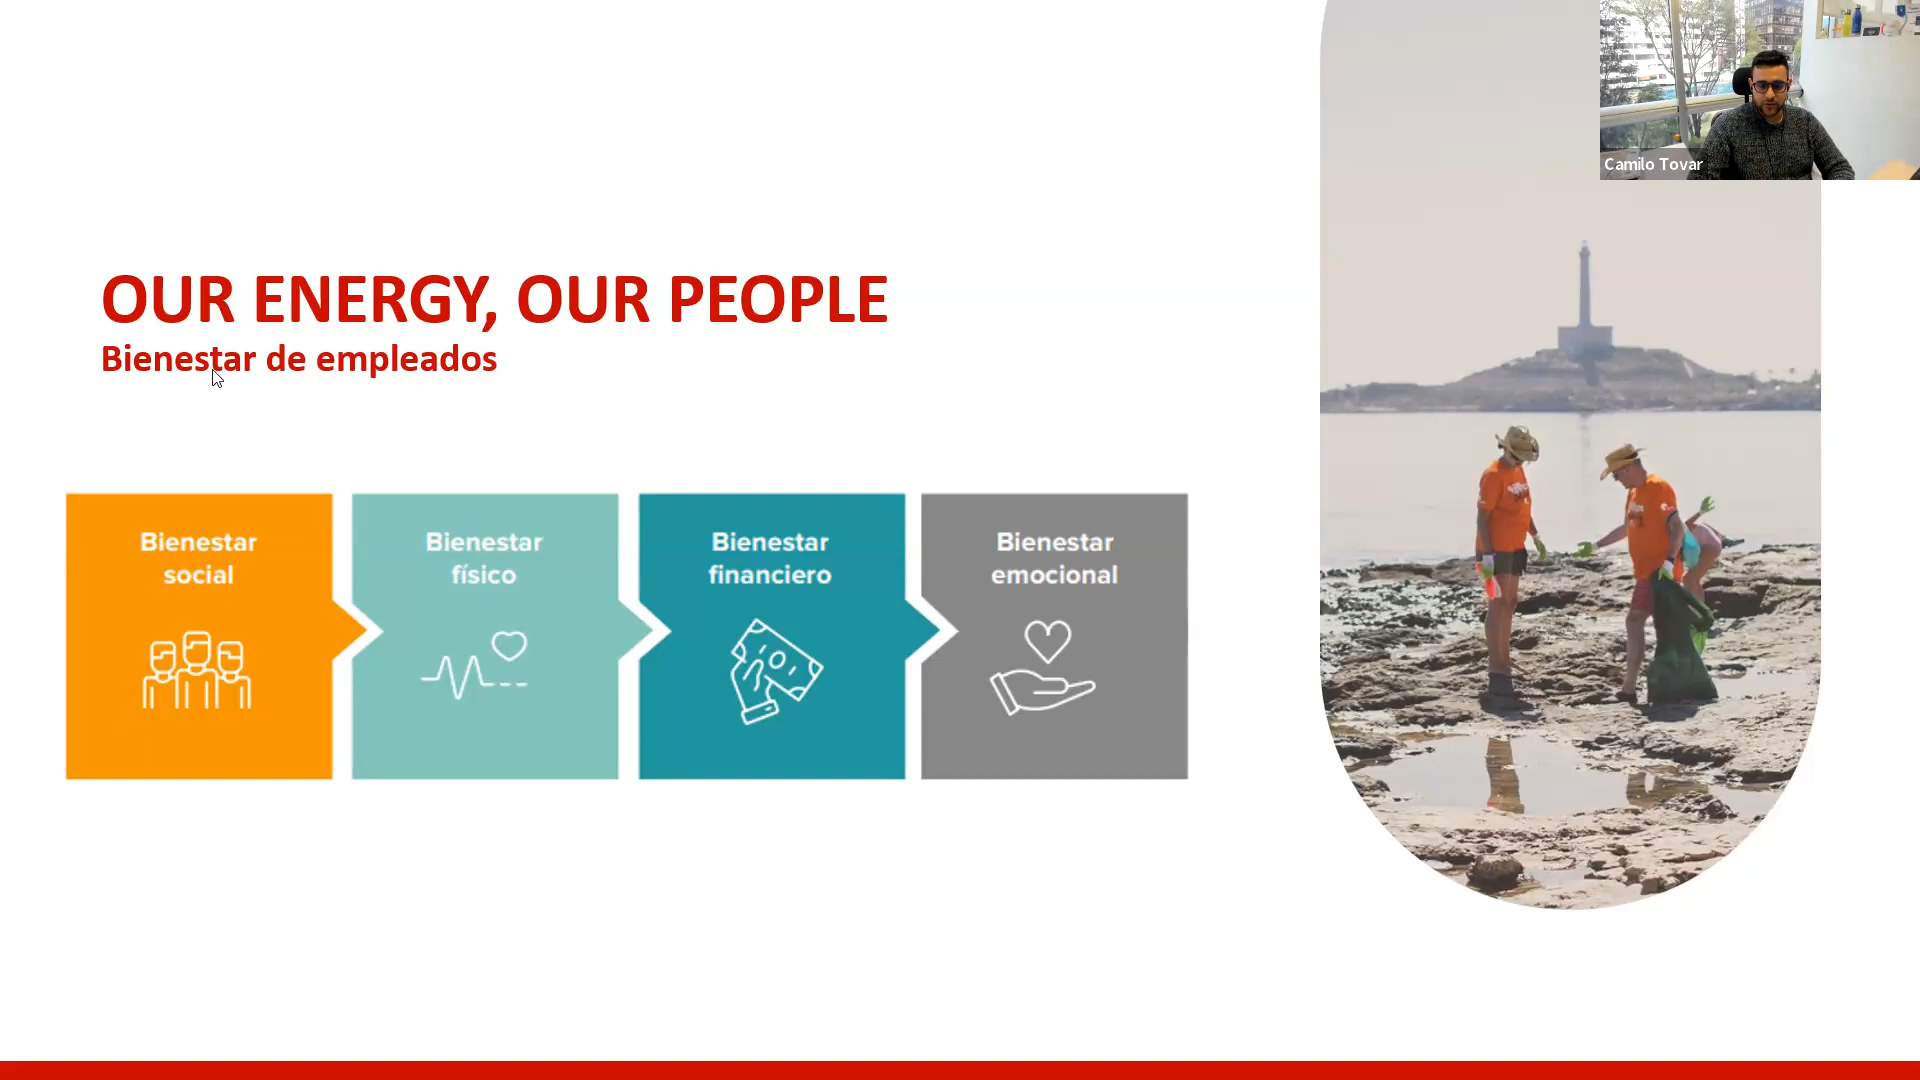 Camilo Tovar
OUR ENERGY, OUR PEOPLE
Bienestar de empleados
Bienestar
social
Bienestar
físico
Bienestar
financiero
Bienestar
emocional